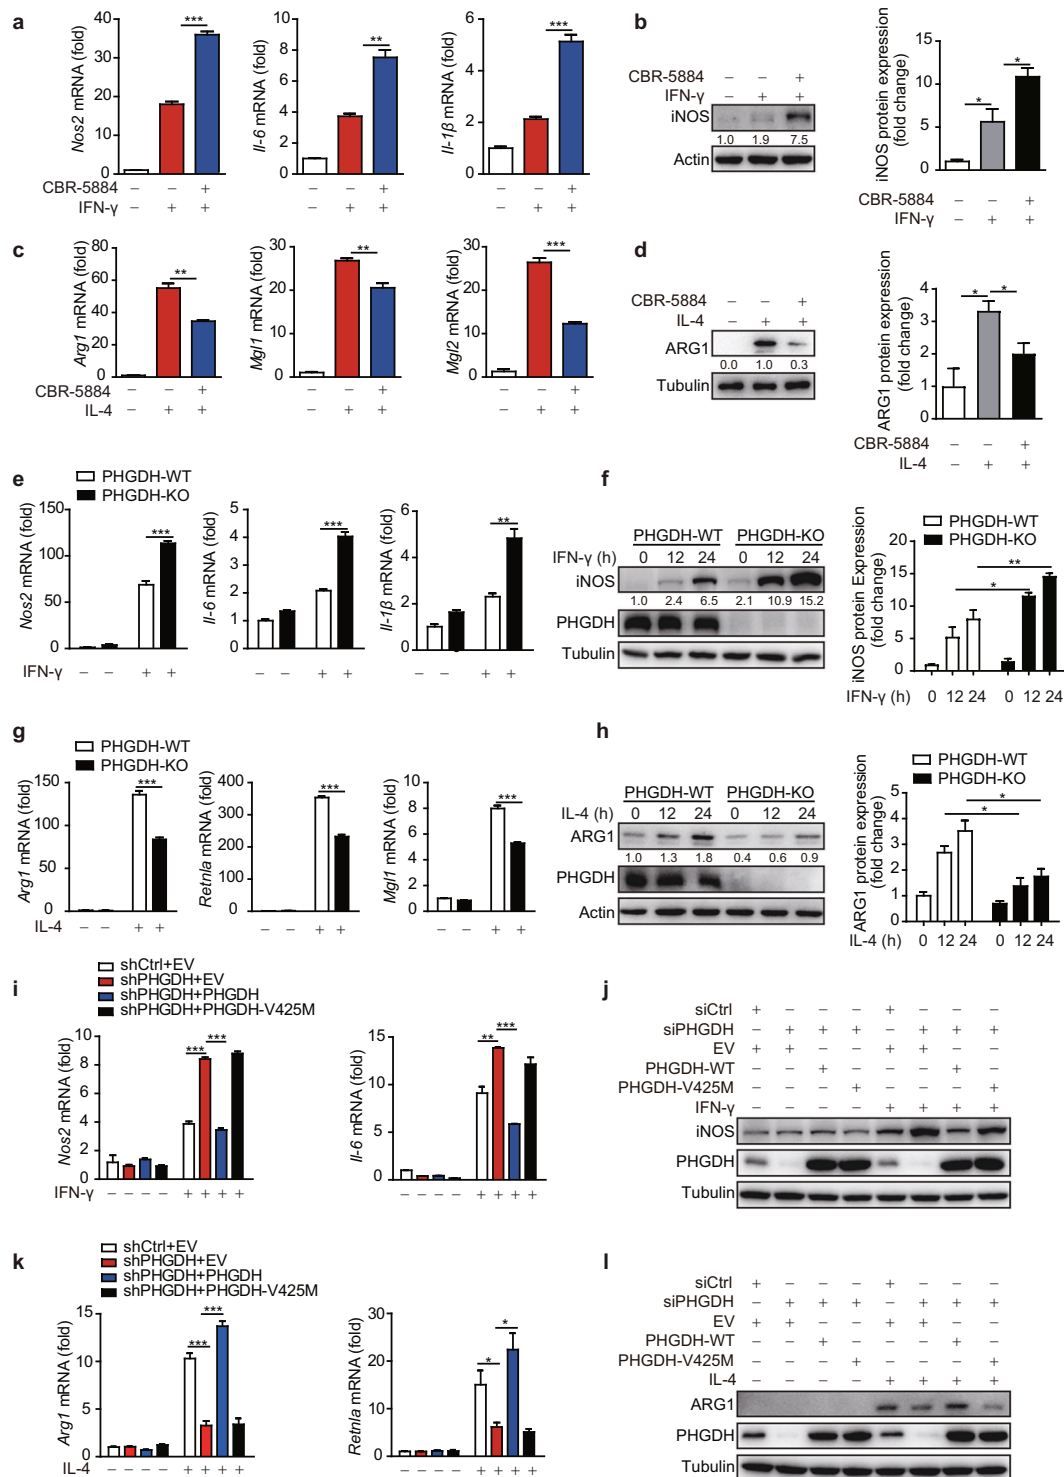 a
Nos2 mRNA (fold)
40
30
20
10
0
***
Il-6 mRNA (fold)
10
8
6
4
2
0
**
Il-1β mRNA (fold)
6
4
2
0
***
CBR-5884 – – + – – + – – +
IFN-γ – + + – + + – + +
b
CBR-5884 – – +
IFN-γ – + +
iNOS
1.0 1.9 7.5
Actin
iNOS protein expression
(fold change)
15
10
5
0
* *
CBR-5884 – – +
IFN-γ – + +
c
Arg1 mRNA (fold)
80
60
40
20
0
**
Mgl1 mRNA (fold)
30
20
10
0
**
Mgl2 mRNA (fold)
30
20
10
0
***
CBR-5884 – – + – – + – – +
IL-4 – + + – + + – + +
d
CBR-5884 – – +
IL-4 – + +
ARG1
0.0 1.0 0.3
Tubulin
ARG1 protein expression
(fold change)
4
3
2
1
0
* *
CBR-5884 – – +
IL-4 – + +
e
PHGDH-WT
PHGDH-KO
Nos2 mRNA (fold)
150
100
50
0
***
Il-6 mRNA (fold)
5
4
3
2
1
0
***
Il-1β mRNA (fold)
6
4
2
0
**
IFN-γ – – + + – – + + – – + +
f
PHGDH-WT PHGDH-KO
IFN-γ (h) 0 12 24 0 12 24
iNOS
1.0 2.4 6.5 2.1 10.9 15.2
PHGDH
Tubulin
PHGDH-WT
PHGDH-KO
iNOS protein Expression
(fold change)
20
15
10
5
0
**
*
IFN-γ (h) 0 12 24 0 12 24
g
PHGDH-WT
PHGDH-KO
Arg1 mRNA (fold)
150
100
50
0
***
Retnla mRNA (fold)
400
300
200
100
0
***
Mgl1 mRNA (fold)
10
8
6
4
2
0
***
IL-4 – – + + – – + + – – + +
h
PHGDH-WT PHGDH-KO
IL-4 (h) 0 12 24 0 12 24
ARG1
1.0 1.3 1.8 0.4 0.6 0.9
PHGDH
Actin
PHGDH-WT
PHGDH-KO
ARG1 protein expression
(fold change)
5
4
3
2
1
0
*
*
IL-4 (h) 0 12 24 0 12 24
i
shCtrl+EV
shPHGDH+EV
shPHGDH+PHGDH
shPHGDH+PHGDH-V425M
Nos2 mRNA (fold)
10
8
6
4
2
0
*** ***
Il-6 mRNA (fold)
15
10
5
0
** ***
IFN-γ – – – – + + + + – – – – + + + +
j
siCtrl + – – – + – – –
siPHGDH – + + + – + + +
EV + + – – + + – –
PHGDH-WT – – + – – – + –
PHGDH-V425M – – – + – – – +
IFN-γ – – – – + + + +
iNOS
PHGDH
Tubulin
k
shCtrl+EV
shPHGDH+EV
shPHGDH+PHGDH
shPHGDH+PHGDH-V425M
Arg1 mRNA (fold)
15
10
5
0
*** ***
Retnla mRNA (fold)
30
20
10
0
* *
IL-4 – – – – + + + + – – – – + + + +
l
siCtrl + – – – + – – –
siPHGDH – + + + – + + +
EV + + – – + + – –
PHGDH-WT – – + – – – + –
PHGDH-V425M – – – + – – – +
IL-4 – – – – + + + +
ARG1
PHGDH
Tubulin